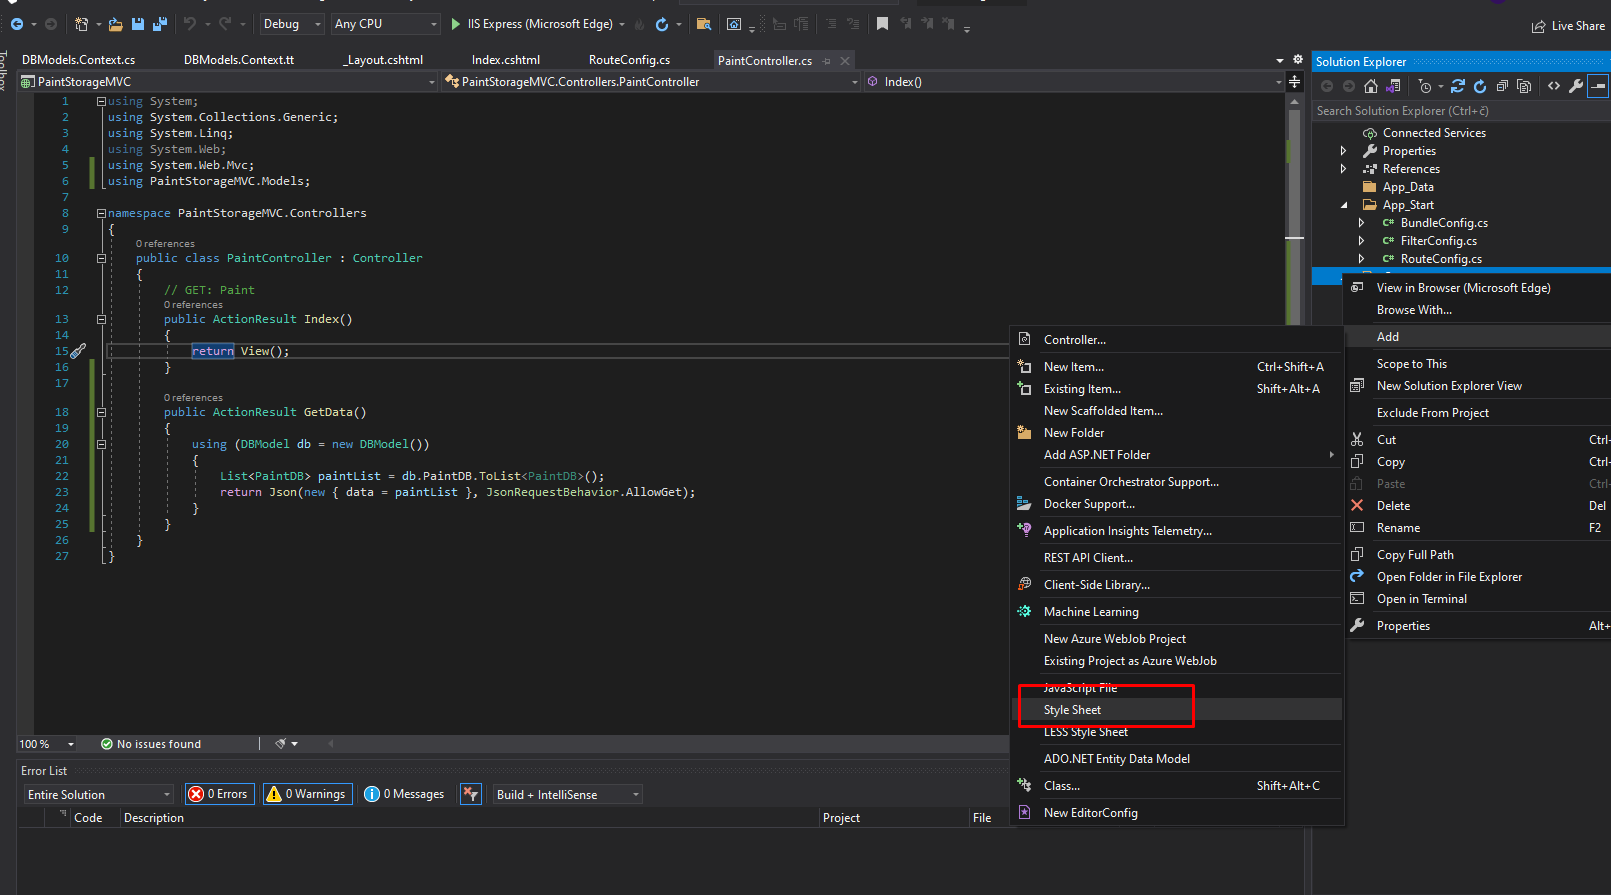 Debug
Any CPU
IIS Express (Microsoft Edge)
Live Share
Toolbox
DBModels.Context.cs
DBModels.Context.tt
_Layout.cshtml
Index.cshtml
RouteConfig.cs
PaintController.cs
PaintStorageMVC
PaintStorageMVC.Controllers.PaintController
Index()
1 using System;
2 using System.Collections.Generic;
3 using System.Linq;
4 using System.Web;
5 using System.Web.Mvc;
6 using PaintStorageMVC.Models;
7
8 namespace PaintStorageMVC.Controllers
9 {
0 references
10 public class PaintController : Controller
11 {
12 // GET: Paint
0 references
13 public ActionResult Index()
14 {
15 return View();
16 }
17
0 references
18 public ActionResult GetData()
19 {
20 using (DBModel db = new DBModel())
21 {
22 List<PaintDB> paintList = db.PaintDB.ToList<PaintDB>();
23 return Json(new { data = paintList }, JsonRequestBehavior.AllowGet);
24 }
25 }
26 }
27 }
100 %
No issues found
Error List
Entire Solution
0 Errors
0 Warnings
0 Messages
Build + IntelliSense
Code
Description
Project
File
Controller...
New Item... Ctrl+Shift+A
Existing Item... Shift+Alt+A
New Scaffolded Item...
New Folder
Add ASP.NET Folder
Container Orchestrator Support...
Docker Support...
Application Insights Telemetry...
REST API Client...
Client-Side Library...
Machine Learning
New Azure WebJob Project
Existing Project as Azure WebJob
JavaScript File
Style Sheet
LESS Style Sheet
ADO.NET Entity Data Model
Class... Shift+Alt+C
New EditorConfig
Solution Explorer
Search Solution Explorer (Ctrl+č)
Connected Services
Properties
References
App_Data
App_Start
C# BundleConfig.cs
C# FilterConfig.cs
C# RouteConfig.cs
View in Browser (Microsoft Edge)
Browse With...
Add
Scope to This
New Solution Explorer View
Exclude From Project
Cut Ctrl-
Copy Ctrl-
Paste Ctrl-
Delete Del
Rename F2
Copy Full Path
Open Folder in File Explorer
Open in Terminal
Properties Alt+